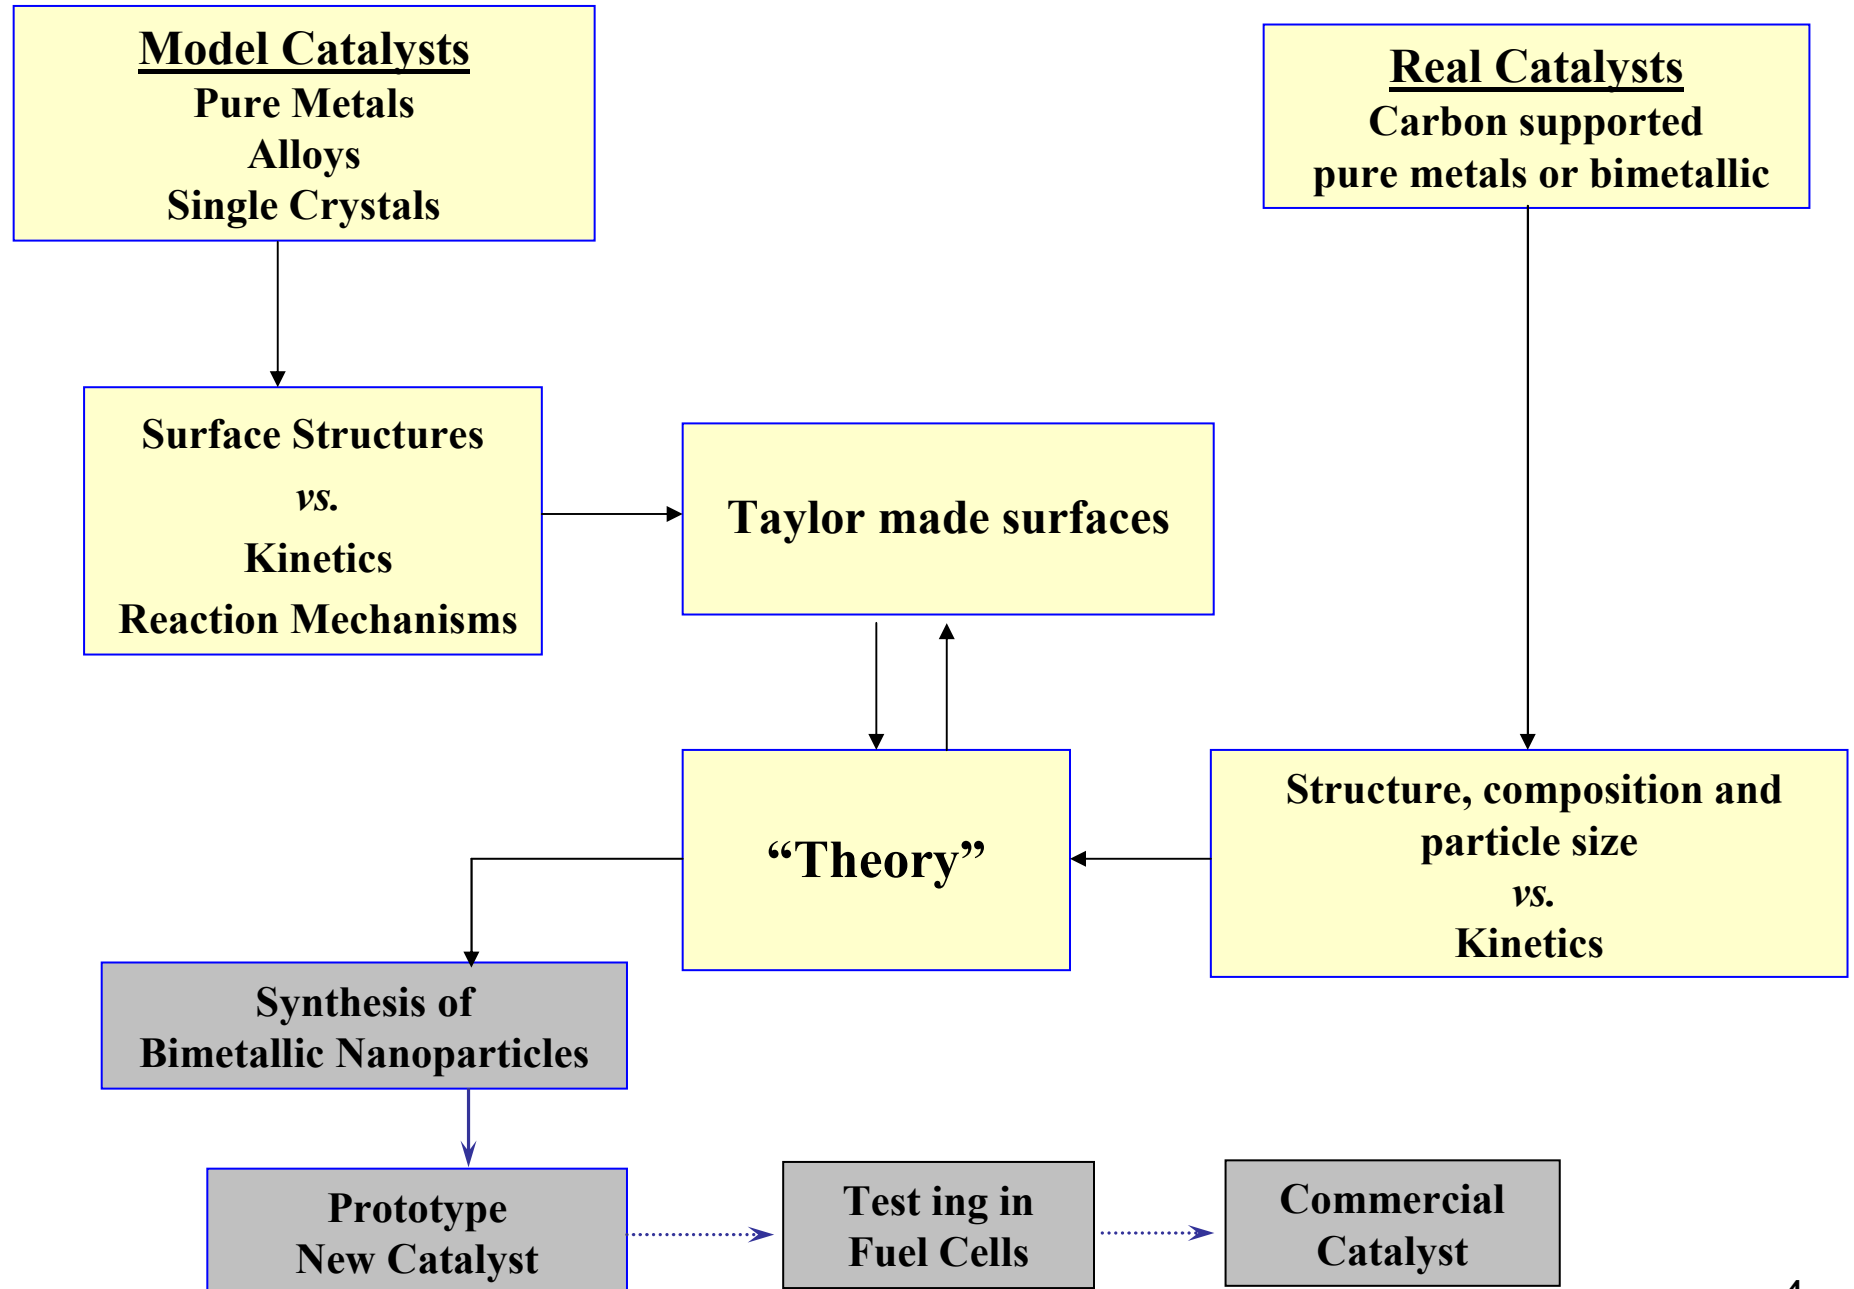 Model Catalysts
Pure Metals
Alloys
Single Crystals
Real Catalysts
Carbon supported
pure metals or bimetallic
Surface Structures
vs.
Kinetics
Reaction Mechanisms
Taylor made surfaces
“Theory”
Structure, composition and
particle size
vs.
Kinetics
Synthesis of
Bimetallic Nanoparticles
Prototype
New Catalyst
Test ing in
Fuel Cells
Commercial
Catalyst